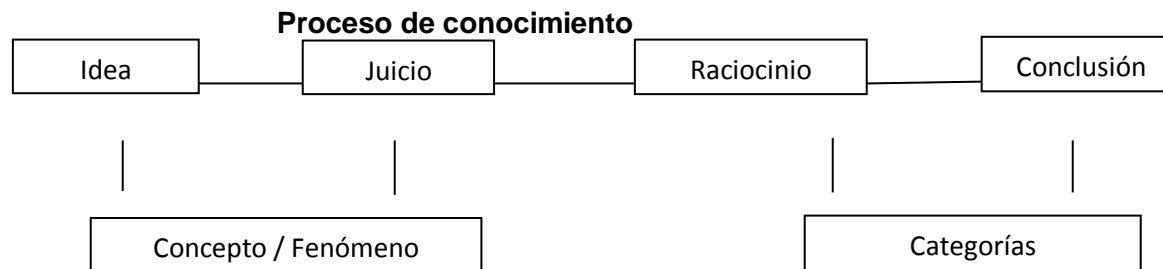 Proceso de conocimiento
Idea
Juicio
Raciocinio
Conclusión
Concepto / Fenómeno
Categorías